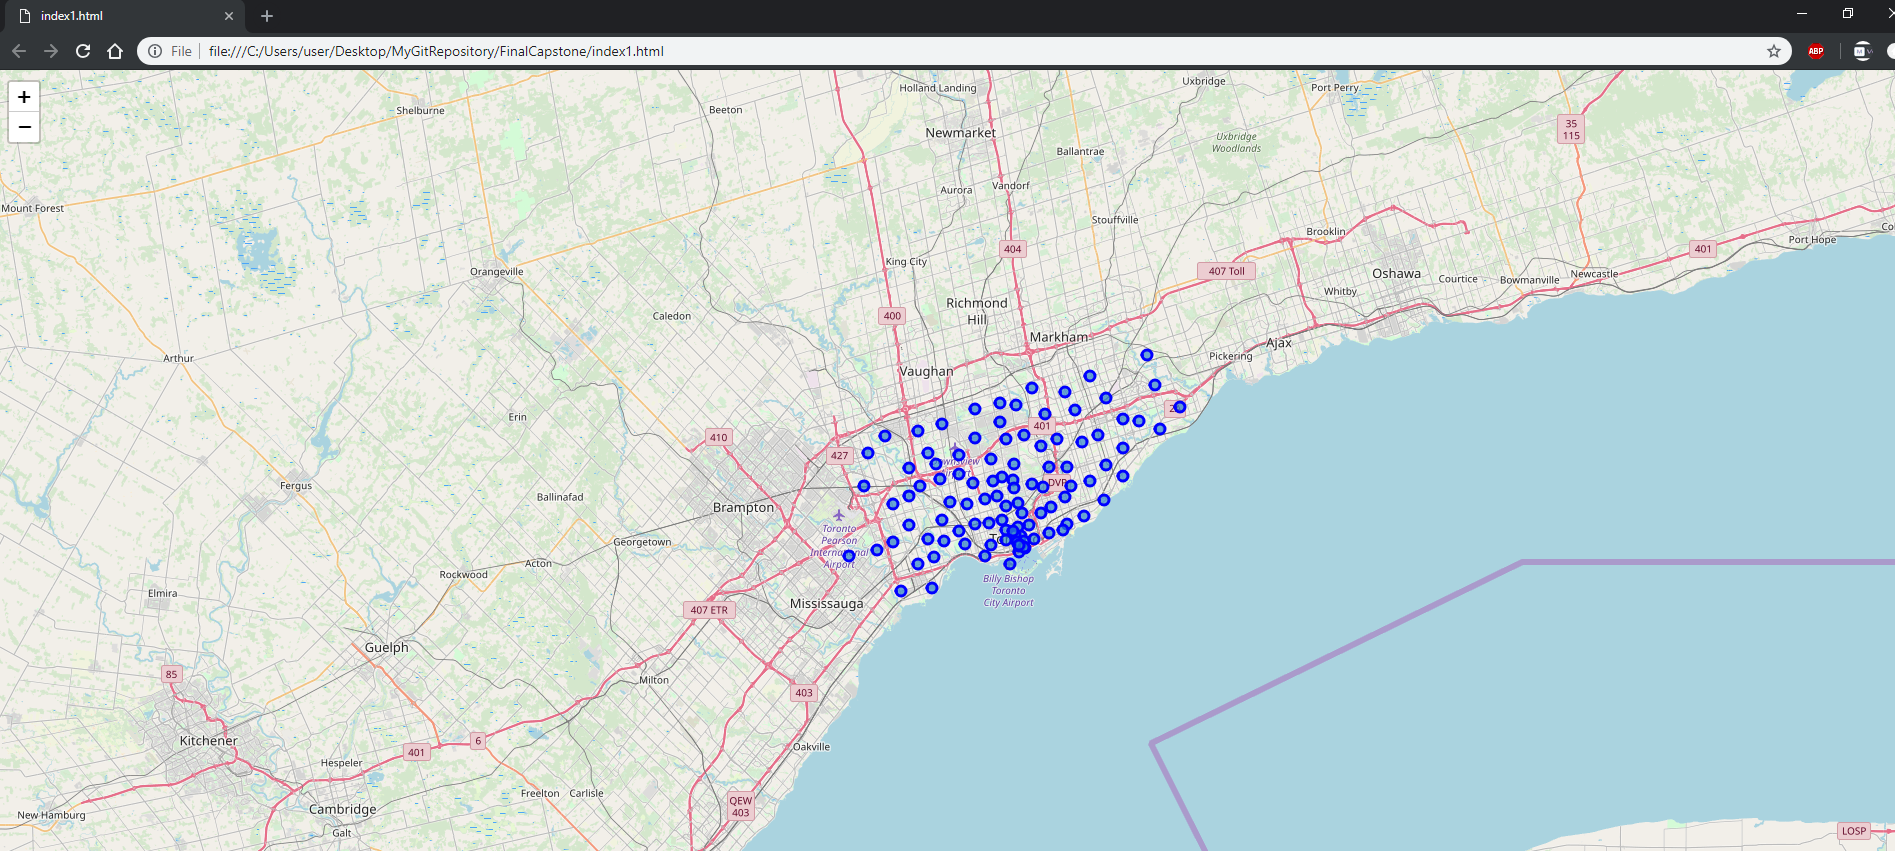 index1.html
File
file:///C:/Users/user/Desktop/MyGitRepository/FinalCapstone/index1.html
ABP
+
−
Holland Landing
Uxbridge
Port Perry
Shelburne
Beeton
Newmarket
35
115
Uxbridge
Woodlands
Ballantrae
Aurora
Vandorf
Mount Forest
Stouffville
Brooklin
Port Hope
404
401
King City
Orangeville
407 Toll
Oshawa
Courtice
Bowmanville
Newcastle
Whitby
Richmond
Hill
Caledon
400
Markham
Ajax
Pickering
Arthur
Vaughan
Erin
401
410
427
Fergus
Ballinafad
Brampton
DVP
Toronto
Pearson
International
Airport
Georgetown
Acton
Rockwood
Billy Bishop
Toronto
City Airport
Elmira
Mississauga
407 ETR
Guelph
85
Milton
403
Kitchener
6
401
Oakville
Hespeler
Freelton
Carlisle
QEW
403
Cambridge
New Hamburg
Galt
LOSP